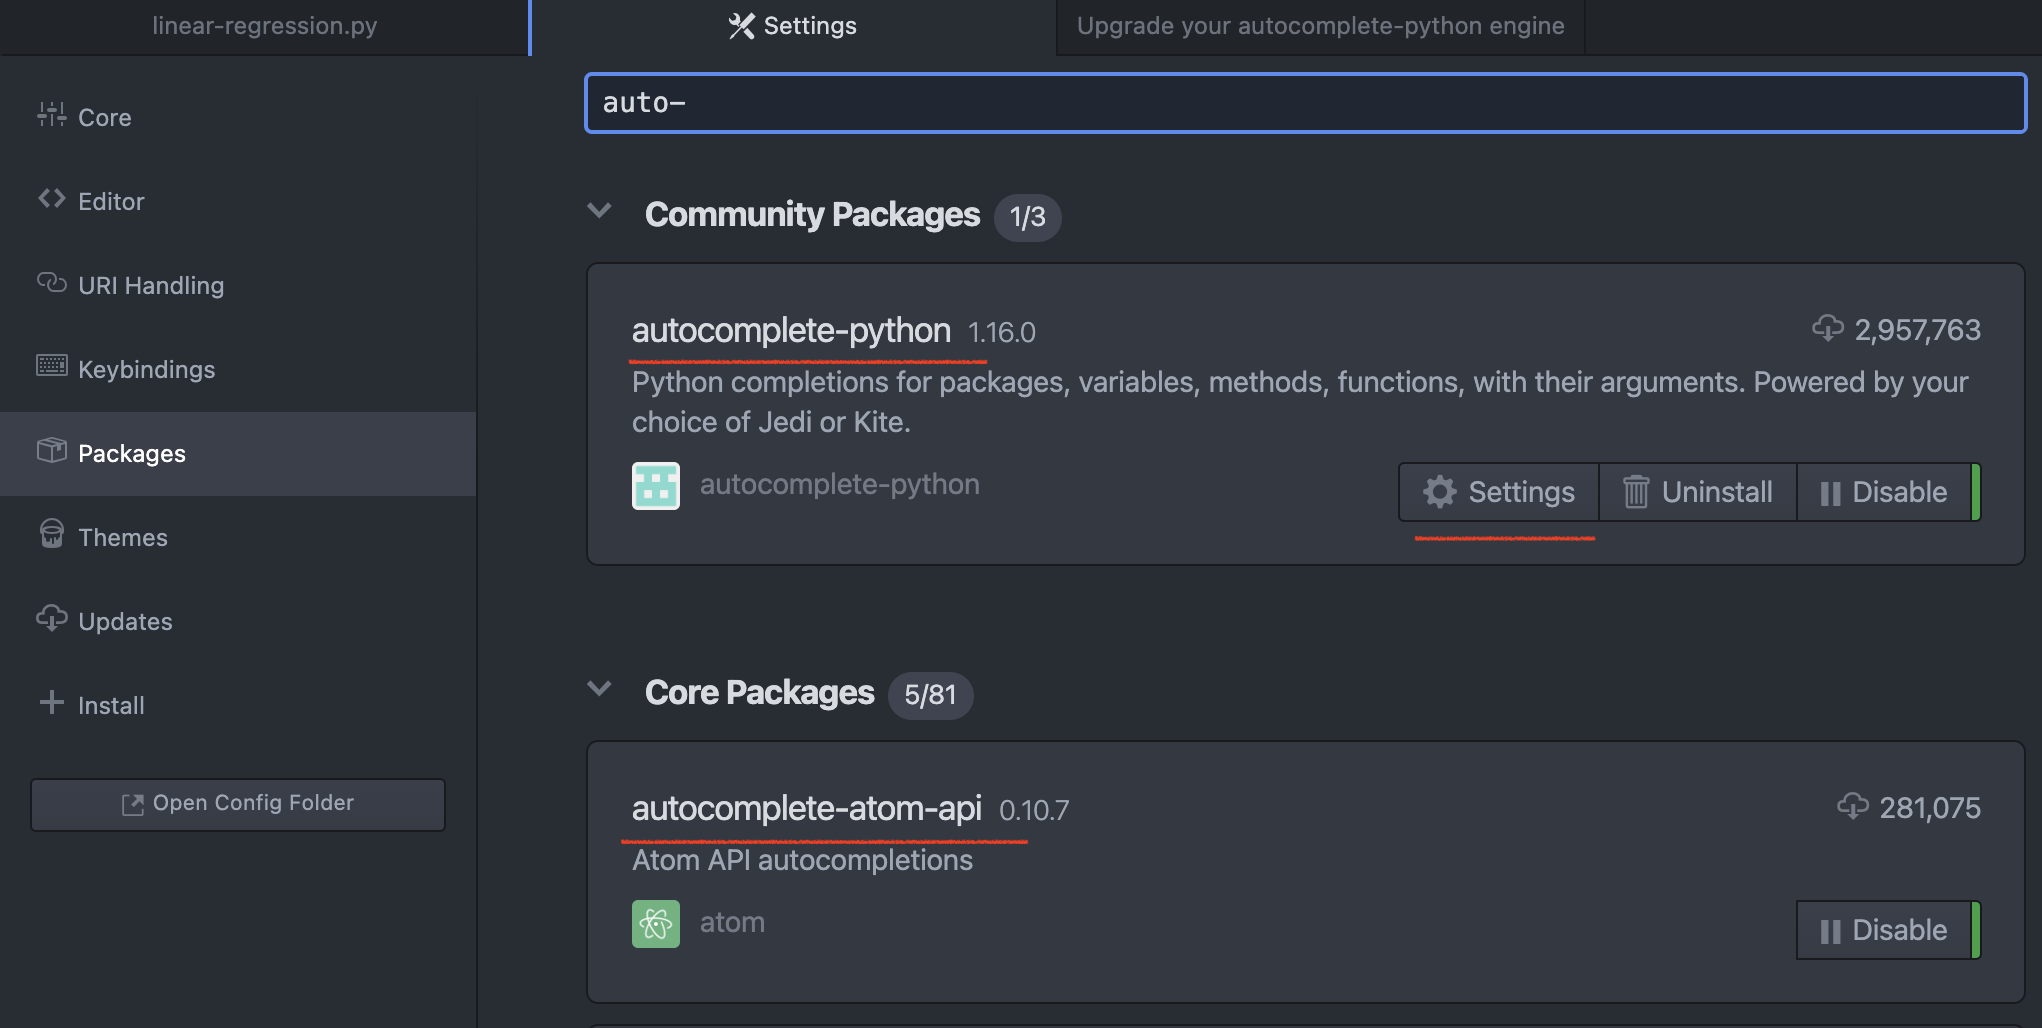 linear-regression.py
Settings
Upgrade your autocomplete-python engine
Core
Editor
URI Handling
Keybindings
Packages
Themes
Updates
Install
Open Config Folder
auto-
Community Packages 1/3
autocomplete-python 1.16.0
2,957,763
Python completions for packages, variables, methods, functions, with their arguments. Powered by your
choice of Jedi or Kite.
autocomplete-python
Settings
Uninstall
Disable
Core Packages 5/81
autocomplete-atom-api 0.10.7
281,075
Atom API autocompletions
atom
Disable